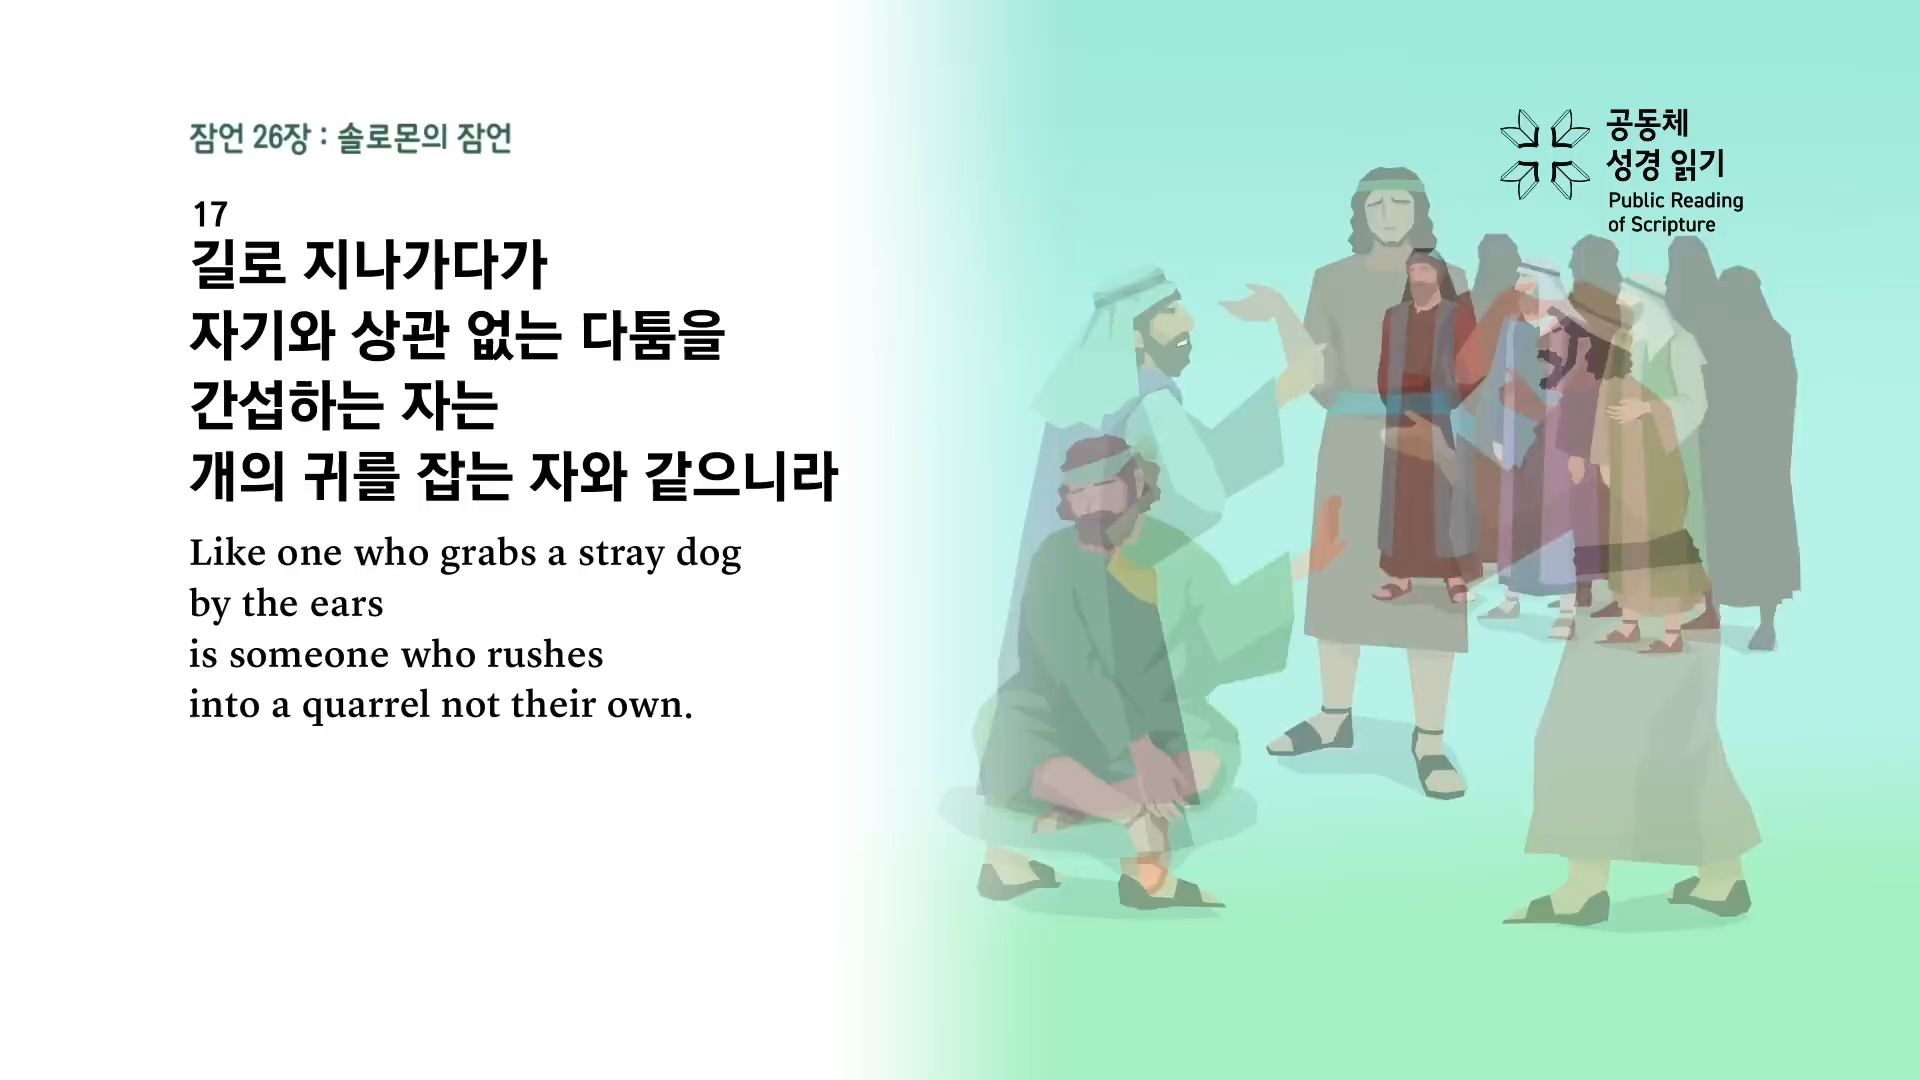 잠언 26장 : 솔로몬의 잠언
17
길로 지나가다가
자기와 상관 없는 다툼을
간섭하는 자는
개의 귀를 잡는 자와 같으니라
Like one who grabs a stray dog
by the ears
is someone who rushes
into a quarrel not their own.
공동체
성경 읽기
Public Reading
of Scripture